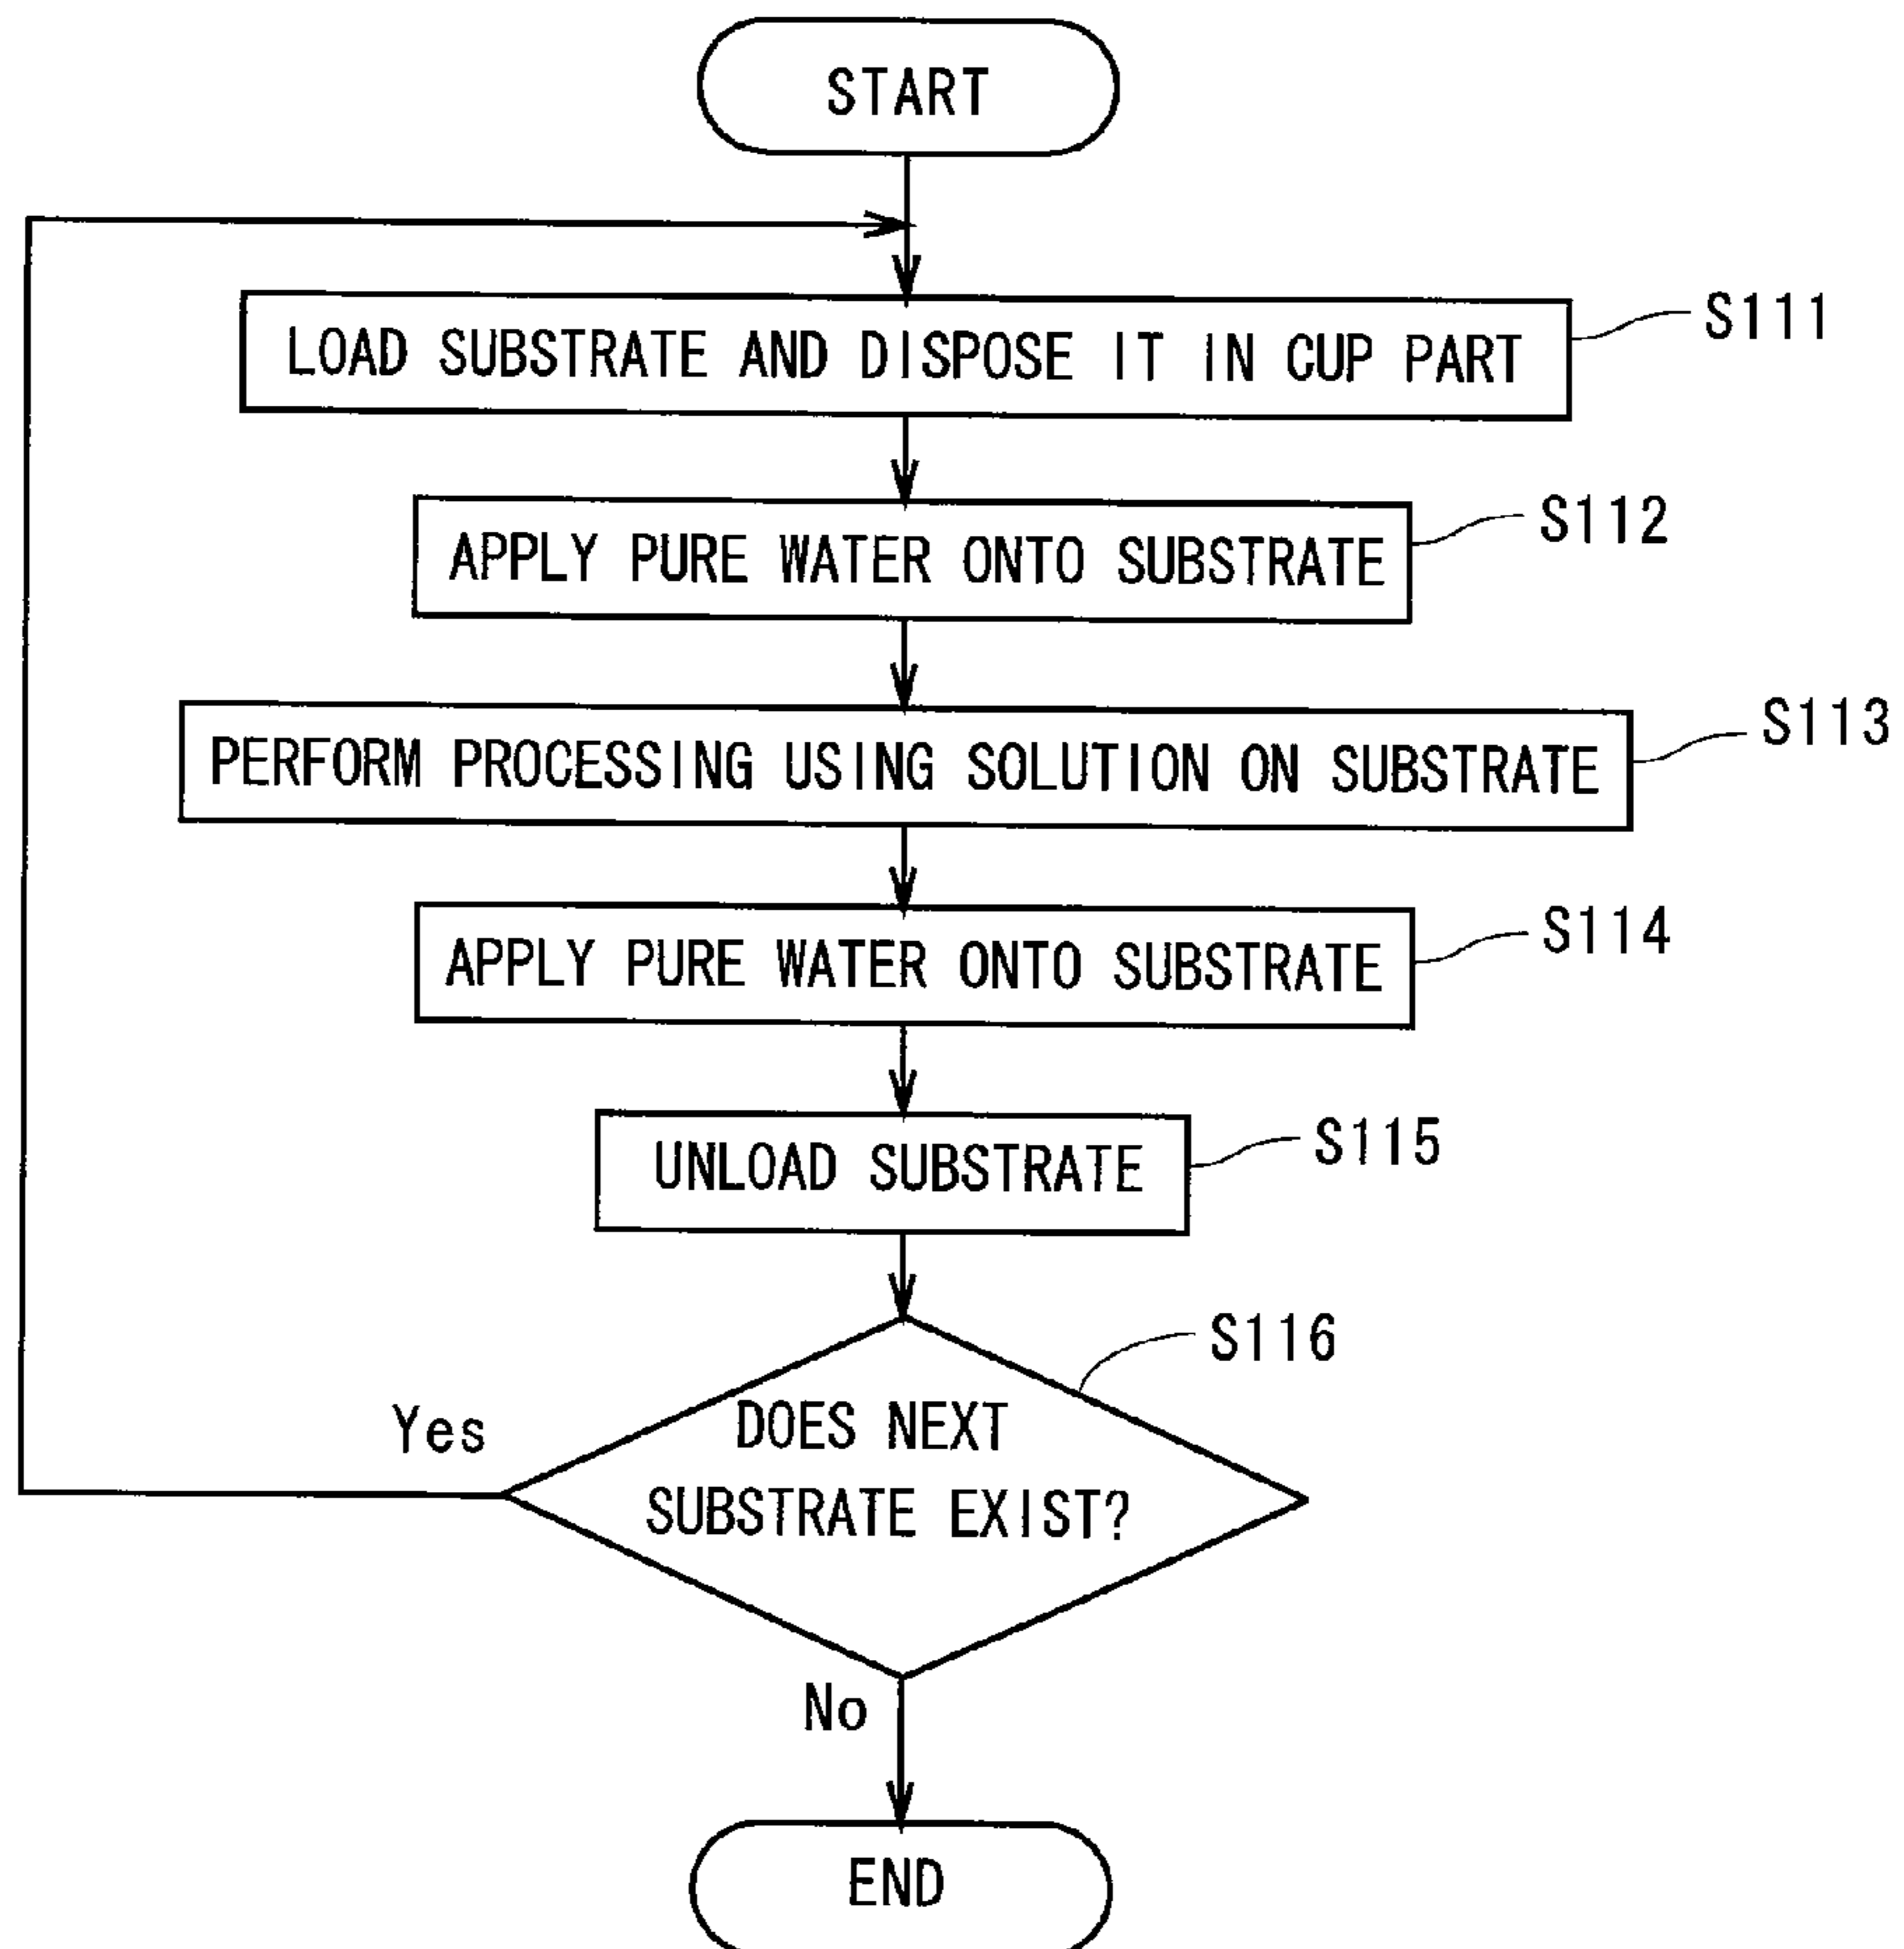 START
LOAD SUBSTRATE AND DISPOSE IT IN CUP PART
S111
APPLY PURE WATER ONTO SUBSTRATE
S112
PERFORM PROCESSING USING SOLUTION ON SUBSTRATE
S113
APPLY PURE WATER ONTO SUBSTRATE
S114
UNLOAD SUBSTRATE
S115
S116
DOES NEXT
SUBSTRATE EXIST?
Yes
No
END